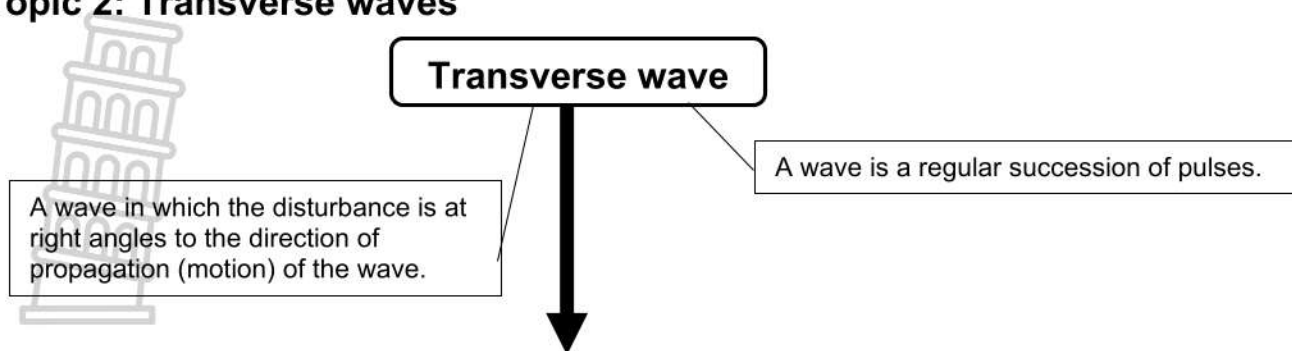 opic 2: Transverse waves
Transverse wave
A wave is a regular succession of pulses.
A wave in which the disturbance is at
right angles to the direction of
propagation (motion) of the wave.